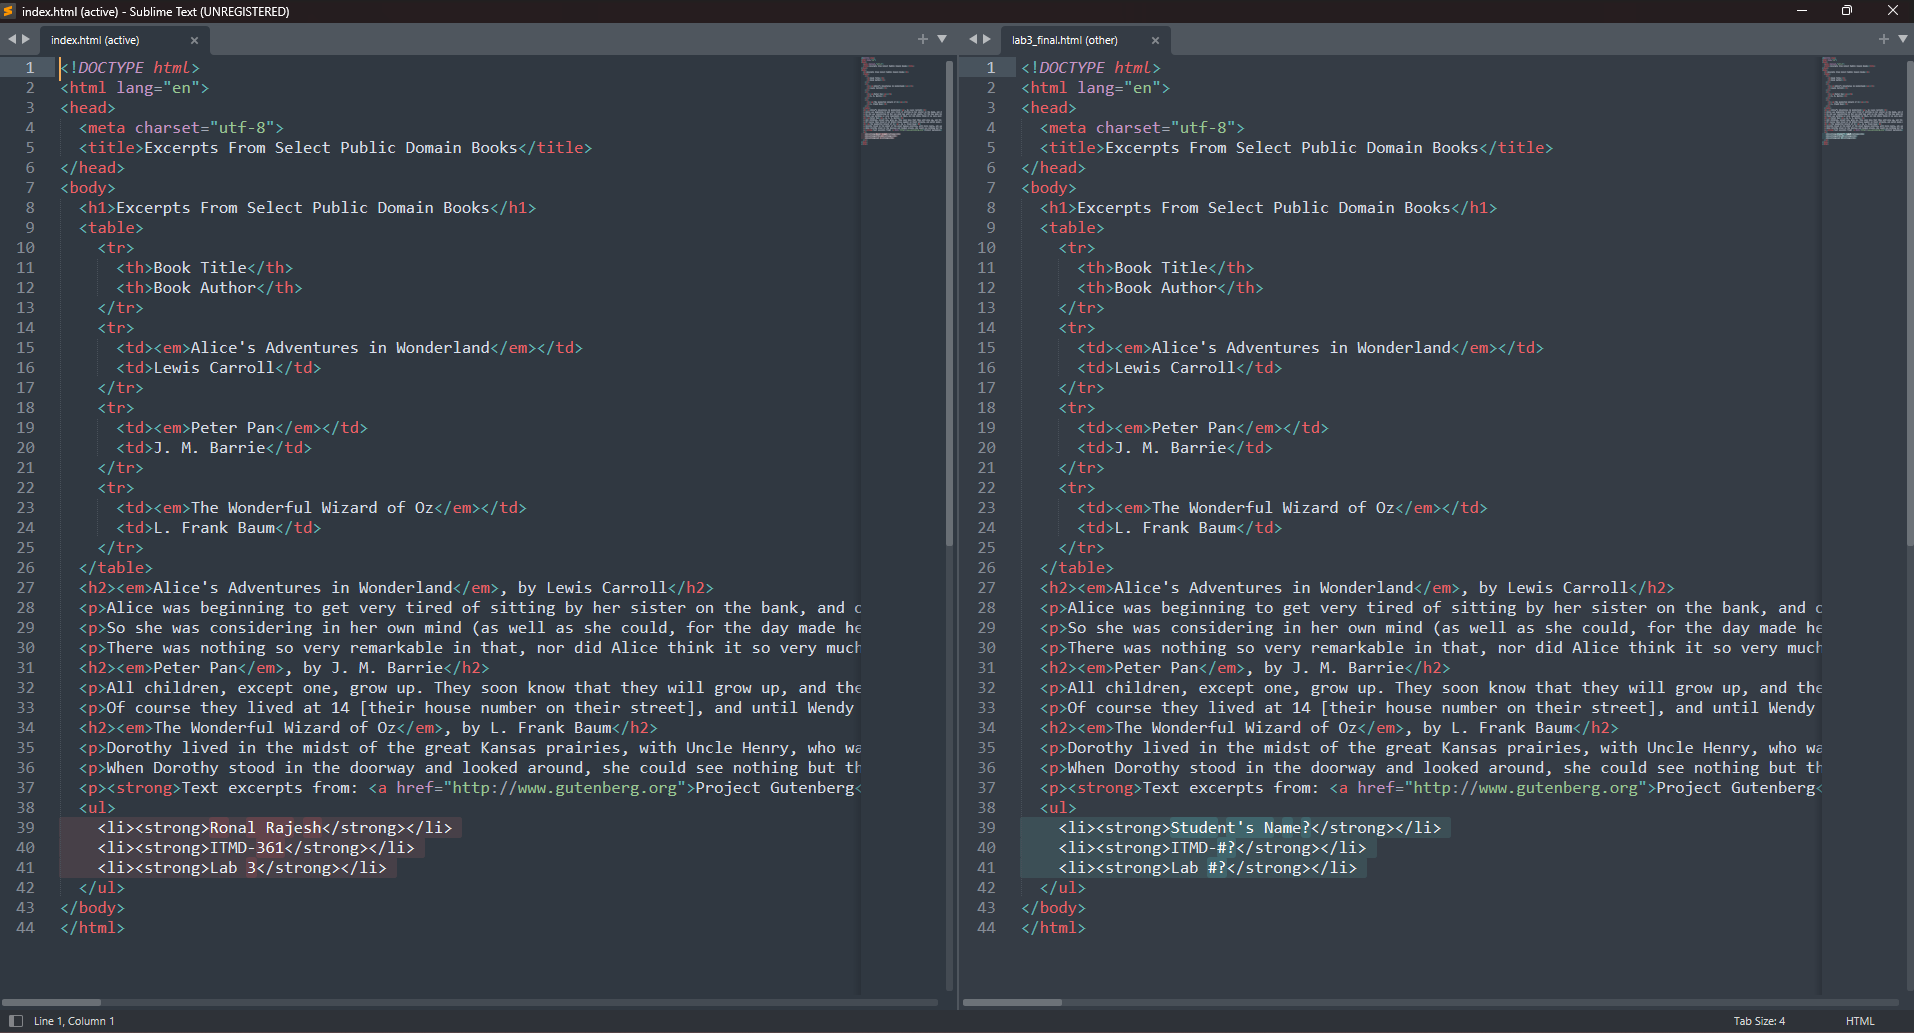 index.html (active) - Sublime Text (UNREGISTERED)
index.html (active)
1 <!DOCTYPE html>
2 <html lang="en">
3 <head>
4 <meta charset="utf-8">
5 <title>Excerpts From Select Public Domain Books</title>
6 </head>
7 <body>
8 <h1>Excerpts From Select Public Domain Books</h1>
9 <table>
10 <tr>
11 <th>Book Title</th>
12 <th>Book Author</th>
13 </tr>
14 <tr>
15 <td><em>Alice's Adventures in Wonderland</em></td>
16 <td>Lewis Carroll</td>
17 </tr>
18 <tr>
19 <td><em>Peter Pan</em></td>
20 <td>J. M. Barrie</td>
21 </tr>
22 <tr>
23 <td><em>The Wonderful Wizard of Oz</em></td>
24 <td>L. Frank Baum</td>
25 </tr>
26 </table>
27 <h2><em>Alice's Adventures in Wonderland</em>, by Lewis Carroll</h2>
28 <p>Alice was beginning to get very tired of sitting by her sister on the bank, and c
29 <p>So she was considering in her own mind (as well as she could, for the day made he
30 <p>There was nothing so very remarkable in that, nor did Alice think it so very much
31 <h2><em>Peter Pan</em>, by J. M. Barrie</h2>
32 <p>All children, except one, grow up. They soon know that they will grow up, and the
33 <p>Of course they lived at 14 [their house number on their street], and until Wendy
34 <h2><em>The Wonderful Wizard of Oz</em>, by L. Frank Baum</h2>
35 <p>Dorothy lived in the midst of the great Kansas prairies, with Uncle Henry, who wa
36 <p>When Dorothy stood in the doorway and looked around, she could see nothing but th
37 <p><strong>Text excerpts from: <a href="http://www.gutenberg.org">Project Gutenberg<
38 <ul>
39 <li><strong>Ronal Rajesh</strong></li>
40 <li><strong>ITMD-361</strong></li>
41 <li><strong>Lab 3</strong></li>
42 </ul>
43 </body>
44 </html>
lab3_final.html (other)
1 <!DOCTYPE html>
2 <html lang="en">
3 <head>
4 <meta charset="utf-8">
5 <title>Excerpts From Select Public Domain Books</title>
6 </head>
7 <body>
8 <h1>Excerpts From Select Public Domain Books</h1>
9 <table>
10 <tr>
11 <th>Book Title</th>
12 <th>Book Author</th>
13 </tr>
14 <tr>
15 <td><em>Alice's Adventures in Wonderland</em></td>
16 <td>Lewis Carroll</td>
17 </tr>
18 <tr>
19 <td><em>Peter Pan</em></td>
20 <td>J. M. Barrie</td>
21 </tr>
22 <tr>
23 <td><em>The Wonderful Wizard of Oz</em></td>
24 <td>L. Frank Baum</td>
25 </tr>
26 </table>
27 <h2><em>Alice's Adventures in Wonderland</em>, by Lewis Carroll</h2>
28 <p>Alice was beginning to get very tired of sitting by her sister on the bank, and c
29 <p>So she was considering in her own mind (as well as she could, for the day made he
30 <p>There was nothing so very remarkable in that, nor did Alice think it so very much
31 <h2><em>Peter Pan</em>, by J. M. Barrie</h2>
32 <p>All children, except one, grow up. They soon know that they will grow up, and the
33 <p>Of course they lived at 14 [their house number on their street], and until Wendy
34 <h2><em>The Wonderful Wizard of Oz</em>, by L. Frank Baum</h2>
35 <p>Dorothy lived in the midst of the great Kansas prairies, with Uncle Henry, who wa
36 <p>When Dorothy stood in the doorway and looked around, she could see nothing but th
37 <p><strong>Text excerpts from: <a href="http://www.gutenberg.org">Project Gutenberg<
38 <ul>
39 <li><strong>Student's Name?</strong></li>
40 <li><strong>ITMD-#?</strong></li>
41 <li><strong>Lab #?</strong></li>
42 </ul>
43 </body>
44 </html>
Line 1, Column 1
Tab Size: 4
HTML